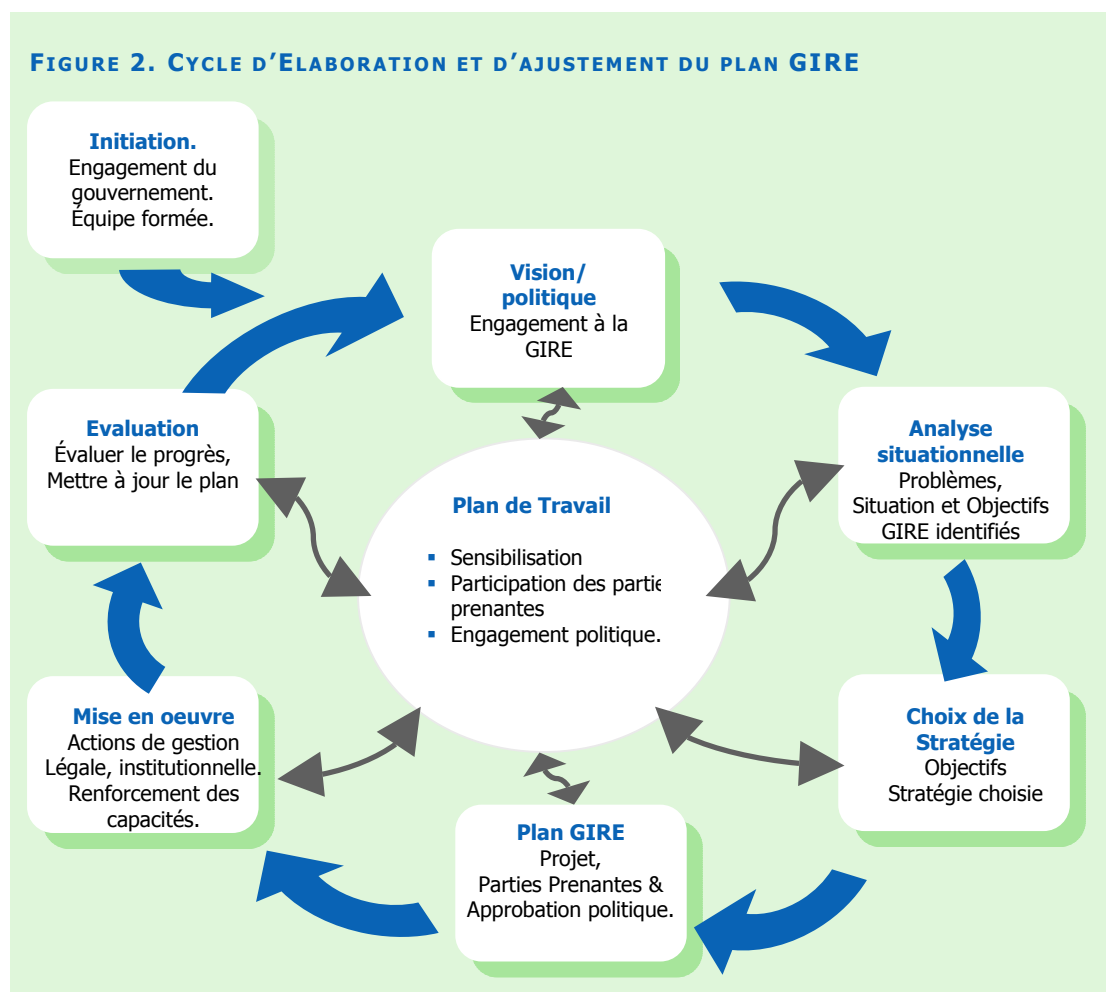 FIGURE 2. CYCLE D'ELABORATION ET D'AJUSTEMENT DU PLAN GIRE
Initiation.
Engagement du
gouvernement.
Équipe formée.
Vision/
politique
Engagement à la
GIRE
Analyse
situationnelle
Problèmes,
Situation et Objectifs
GIRE identifiés
Choix de la
Stratégie
Objectifs
Stratégie choisie
Plan GIRE
Projet,
Parties Prenantes &
Approbation politique.
Mise en oeuvre
Actions de gestion
Légale, institutionnelle.
Renforcement des
capacités.
Evaluation
Évaluer le progrès,
Mettre à jour le plan
Plan de Travail
▪ Sensibilisation
▪ Participation des partie
prenantes
▪ Engagement politique.